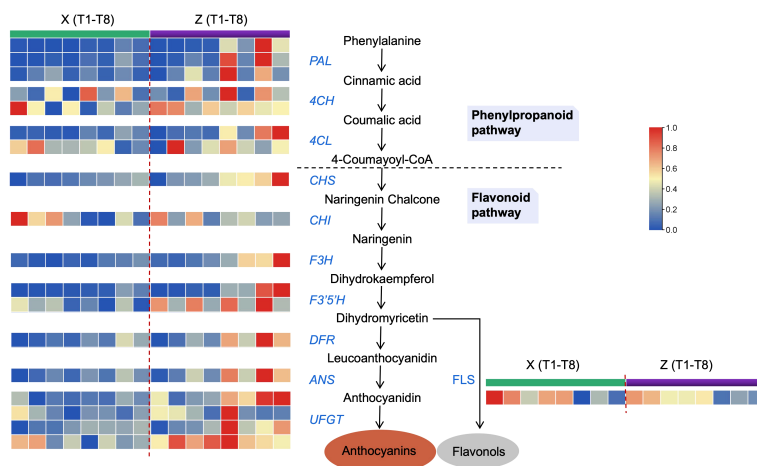 X (T1-T8)
Z (T1-T8)
Phenylalanine
PAL
Cinnamic acid
4CH
Coumalic acid
Phenylpropanoid
pathway
4CL
4-Coumayoyl-CoA
1.0
0.8
0.6
0.4
0.2
0.0
CHS
Naringenin Chalcone
Flavonoid
pathway
CHI
Naringenin
F3H
Dihydrokaempferol
F3'5'H
Dihydromyricetin
DFR
Leucoanthocyanidin
X (T1-T8)
Z (T1-T8)
ANS
FLS
Anthocyanidin
UFGT
Anthocyanins
Flavonols